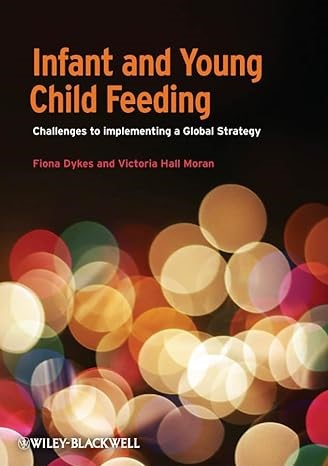 Infant and Young
Child Feeding
Challenges to implementing a Global Strategy
Fiona Dykes and Victoria Hall Moran
WILEY-BLACKWELL